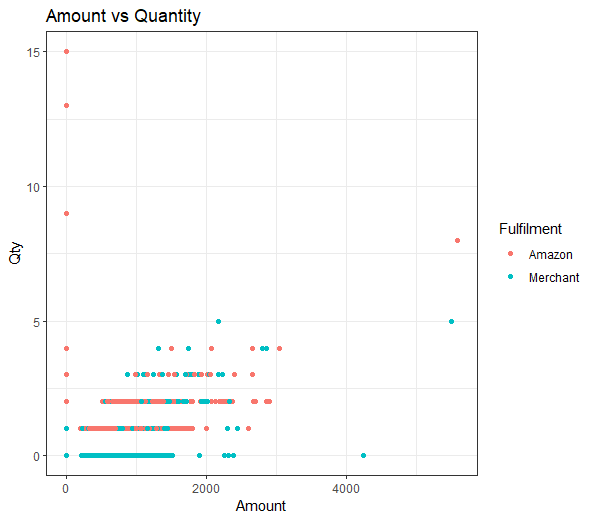 Amount vs Quantity
15
10
5
0
Qty
0 2000 4000
Amount
Fulfilment
Amazon
Merchant